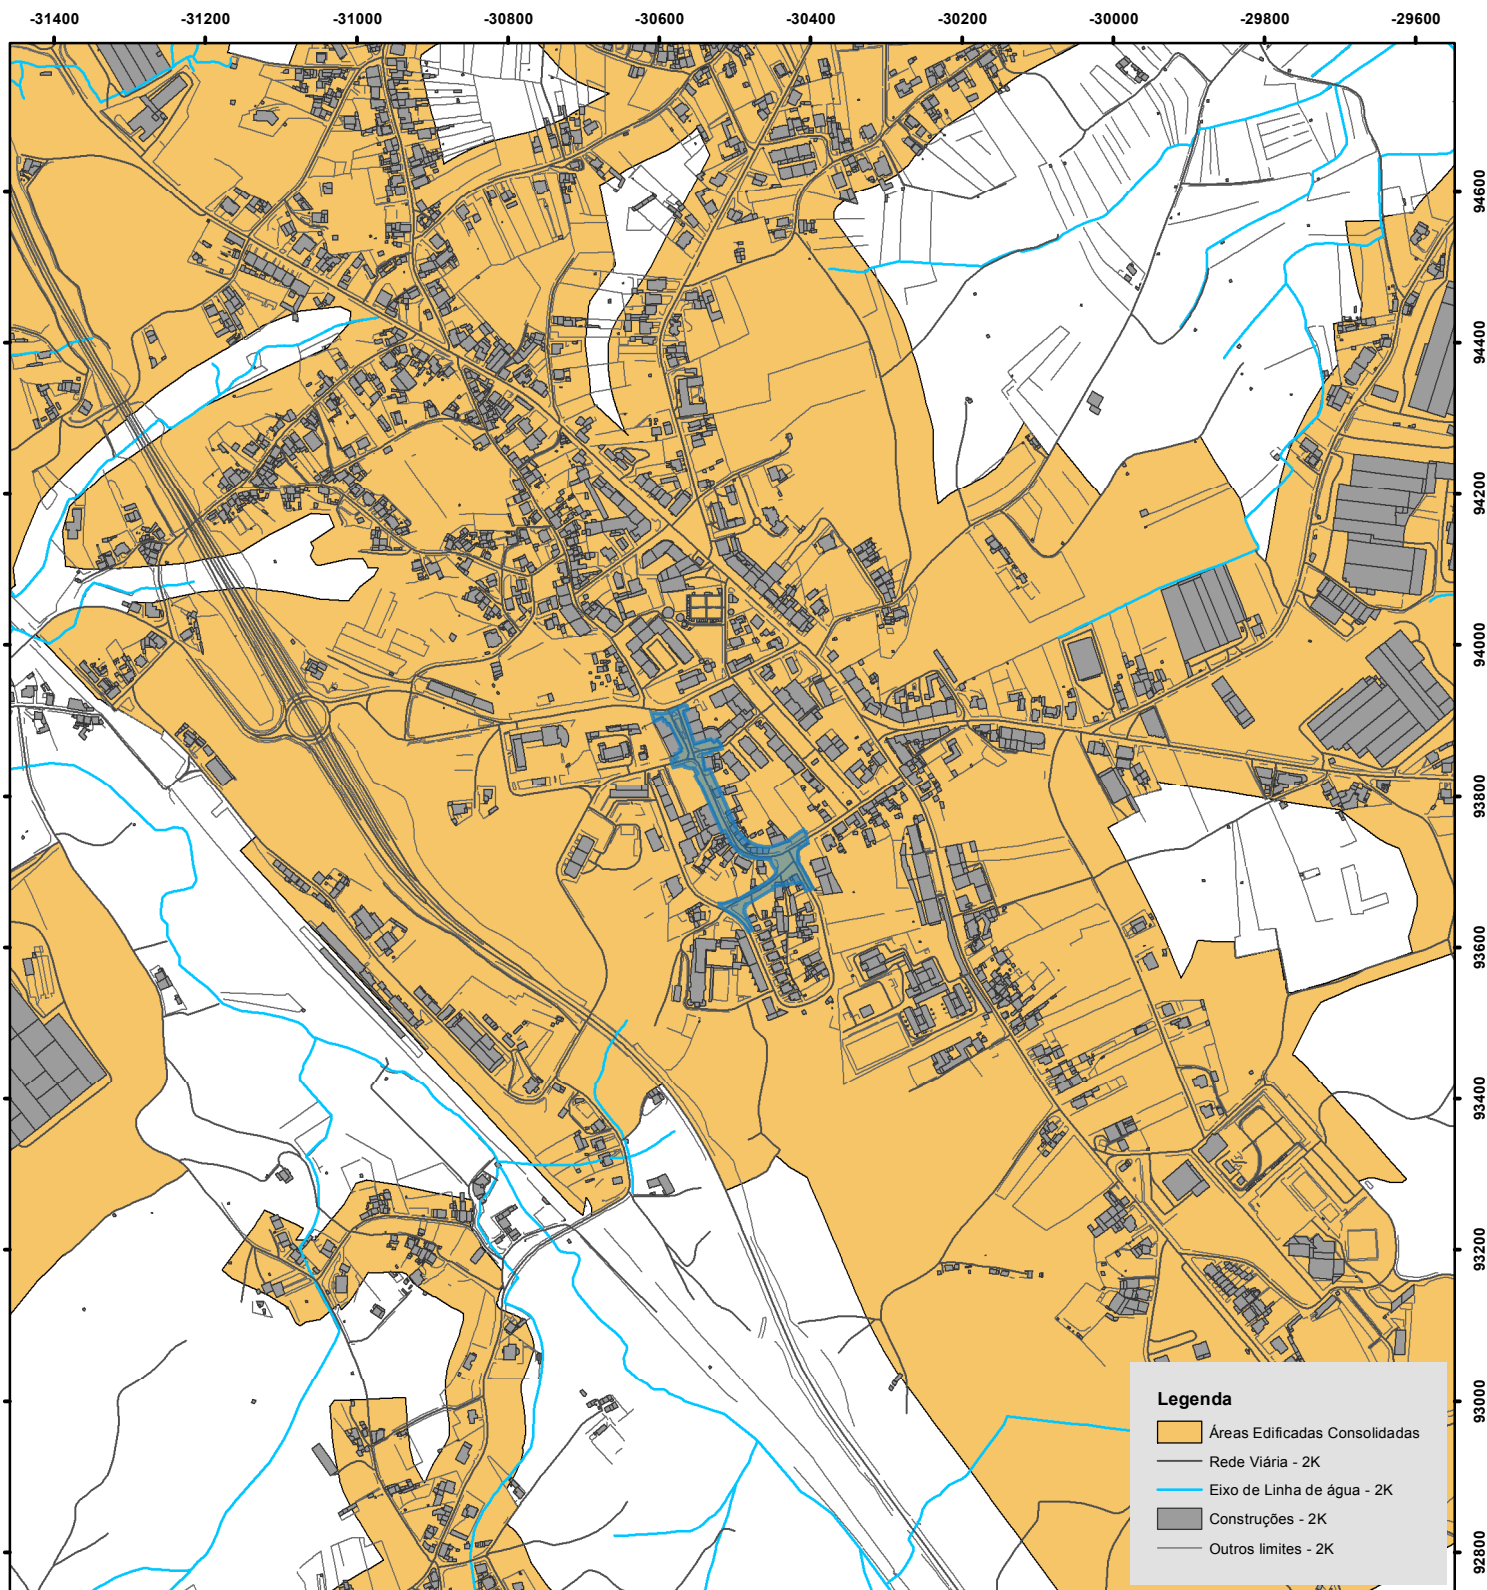 -31400 -31200 -31000 -30800 -30600 -30400 -30200 -30000 -29800 -29600
94600
94400
94200
94000
93800
93600
93400
93200
93000
92800
Legenda
Áreas Edificadas Consolidadas
Rede Viária - 2K
Eixo de Linha de água - 2K
Construções - 2K
Outros limites - 2K